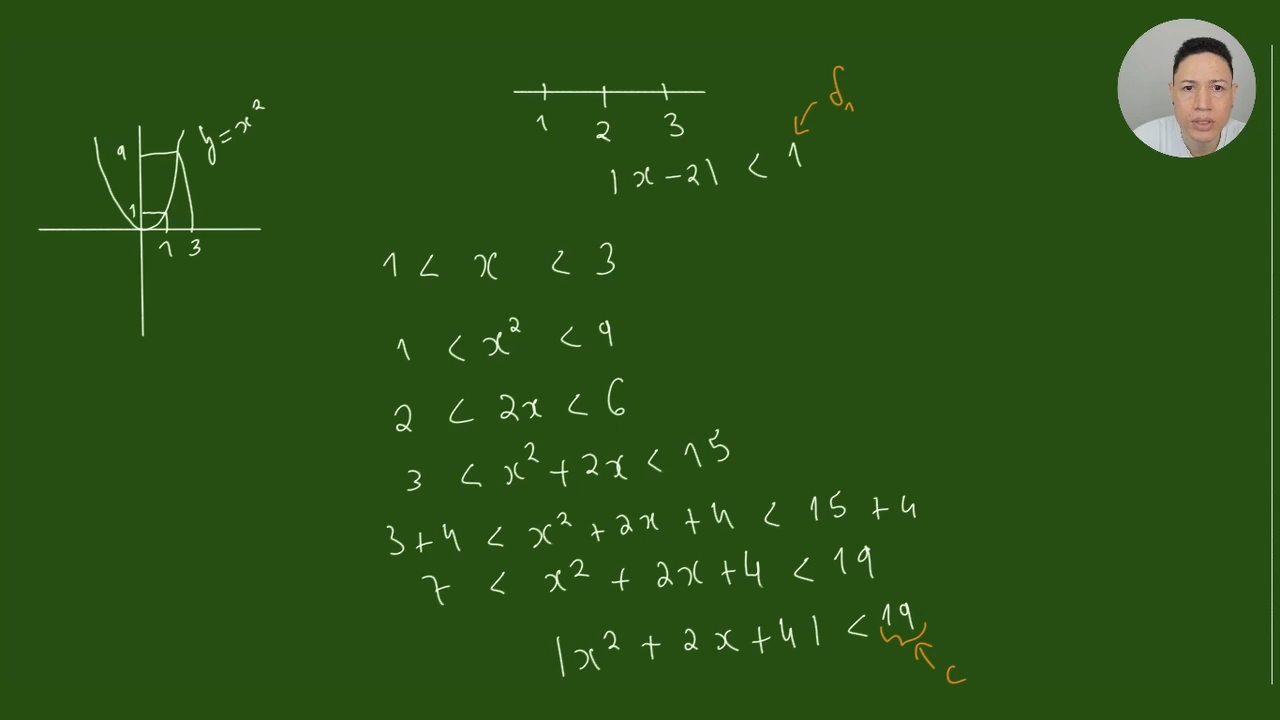 y = x²
9
1
1 3
1 2 3
δ₁
|x - 2| < 1
1 < x < 3
1 < x² < 9
2 < 2x < 6
3 < x² + 2x < 15
3 + 4 < x² + 2x + 4 < 15 + 4
7 < x² + 2x + 4 < 19
|x² + 2x + 4| < 19
C